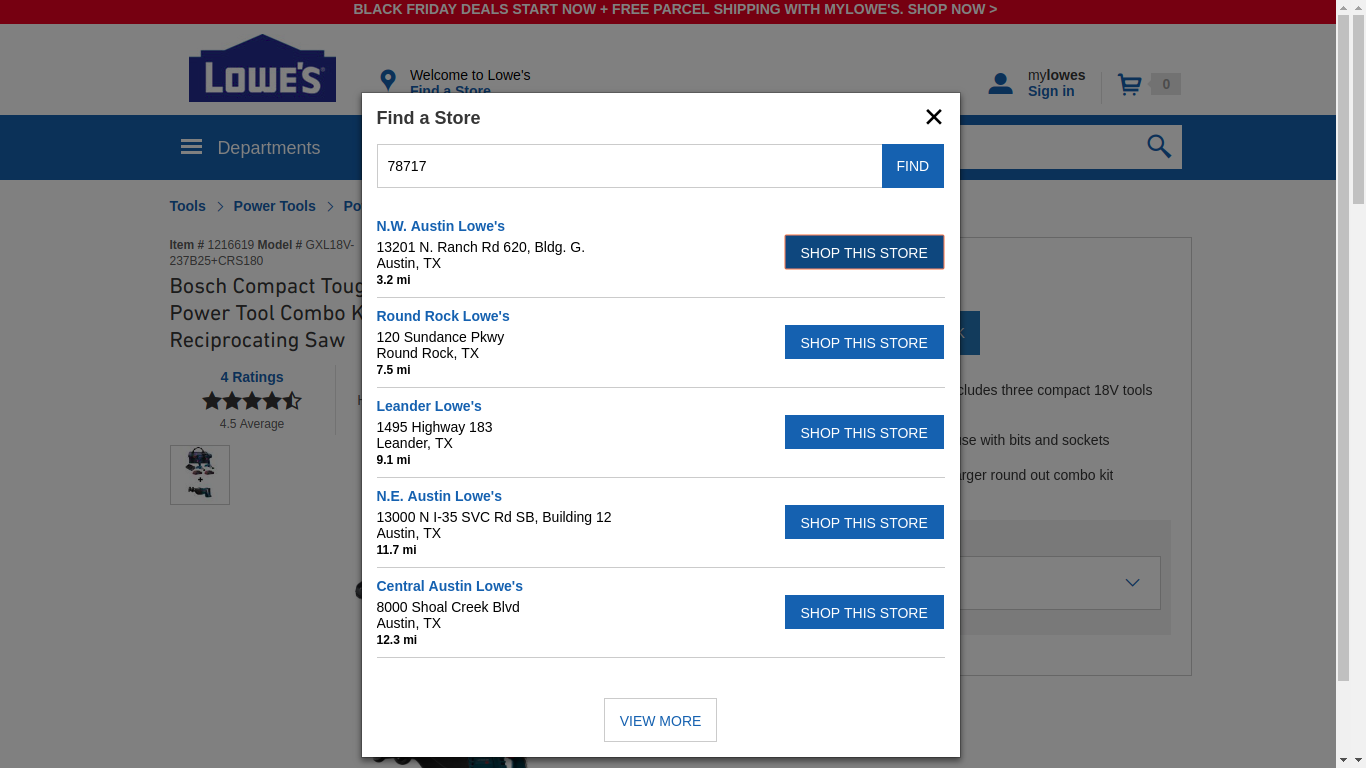 BLACK FRIDAY DEALS START NOW + FREE PARCEL SHIPPING WITH MYLOWE'S. SHOP NOW >
LOWE'S
Welcome to Lowe's
Find a Store
mylowes
Sign in
0
Departments
Find a Store
78717
FIND
Tools
Power Tools
Item # 1216619 Model # GXL18V-
237B25+CRS180
Bosch Compact
Power Tool Combo
Reciprocating Saw
4 Ratings
4.5 Average
N.W. Austin Lowe's
13201 N. Ranch Rd 620, Bldg. G.
Austin, TX
3.2 mi
SHOP THIS STORE
Round Rock Lowe's
120 Sundance Pkwy
Round Rock, TX
7.5 mi
SHOP THIS STORE
Leander Lowe's
1495 Highway 183
Leander, TX
9.1 mi
SHOP THIS STORE
N.E. Austin Lowe's
13000 N I-35 SVC Rd SB, Building 12
Austin, TX
11.7 mi
SHOP THIS STORE
Central Austin Lowe's
8000 Shoal Creek Blvd
Austin, TX
12.3 mi
SHOP THIS STORE
VIEW MORE
three compact 18V tools
with bits and sockets
round out combo kit